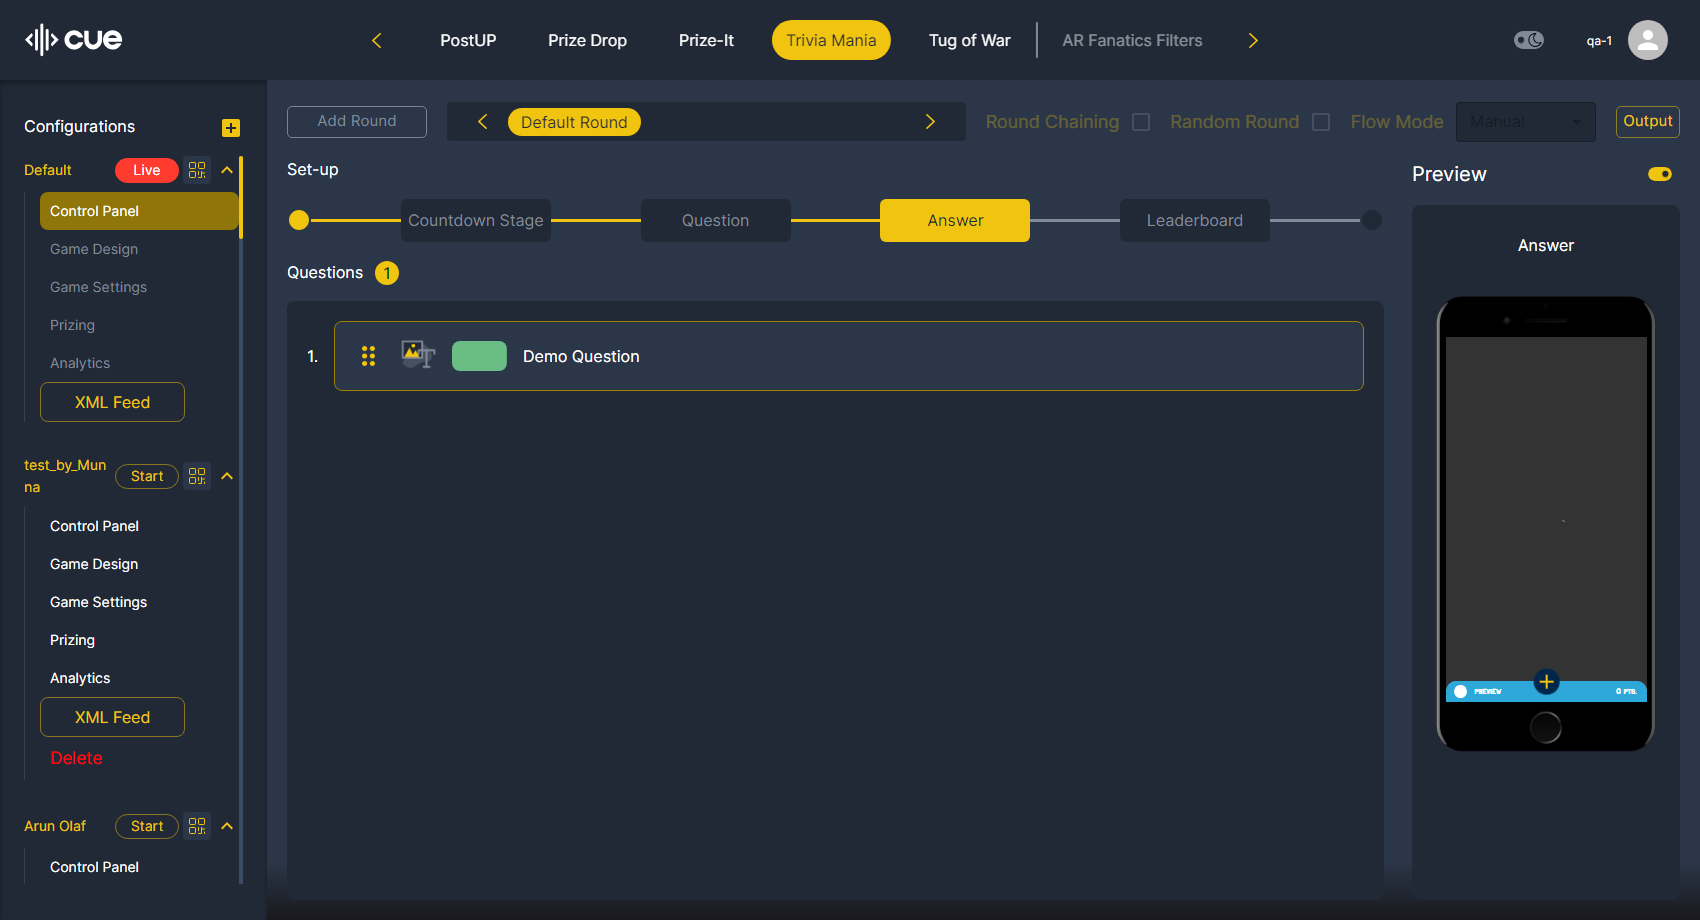 cue
PostUP
Prize Drop
Prize-It
Trivia Mania
Tug of War
AR Fanatics Filters
qa-1
Configurations
Default
Live
Control Panel
Game Design
Game Settings
Prizing
Analytics
XML Feed
test_by_Mun
na
Start
Control Panel
Game Design
Game Settings
Prizing
Analytics
XML Feed
Delete
Arun Olaf
Start
Control Panel
Add Round
Default Round
Round Chaining
Random Round
Flow Mode
Manual
Output
Set-up
Countdown Stage
Question
Answer
Leaderboard
Questions
1
1.
Demo Question
Preview
Answer
PREVIEW
0 PTS.